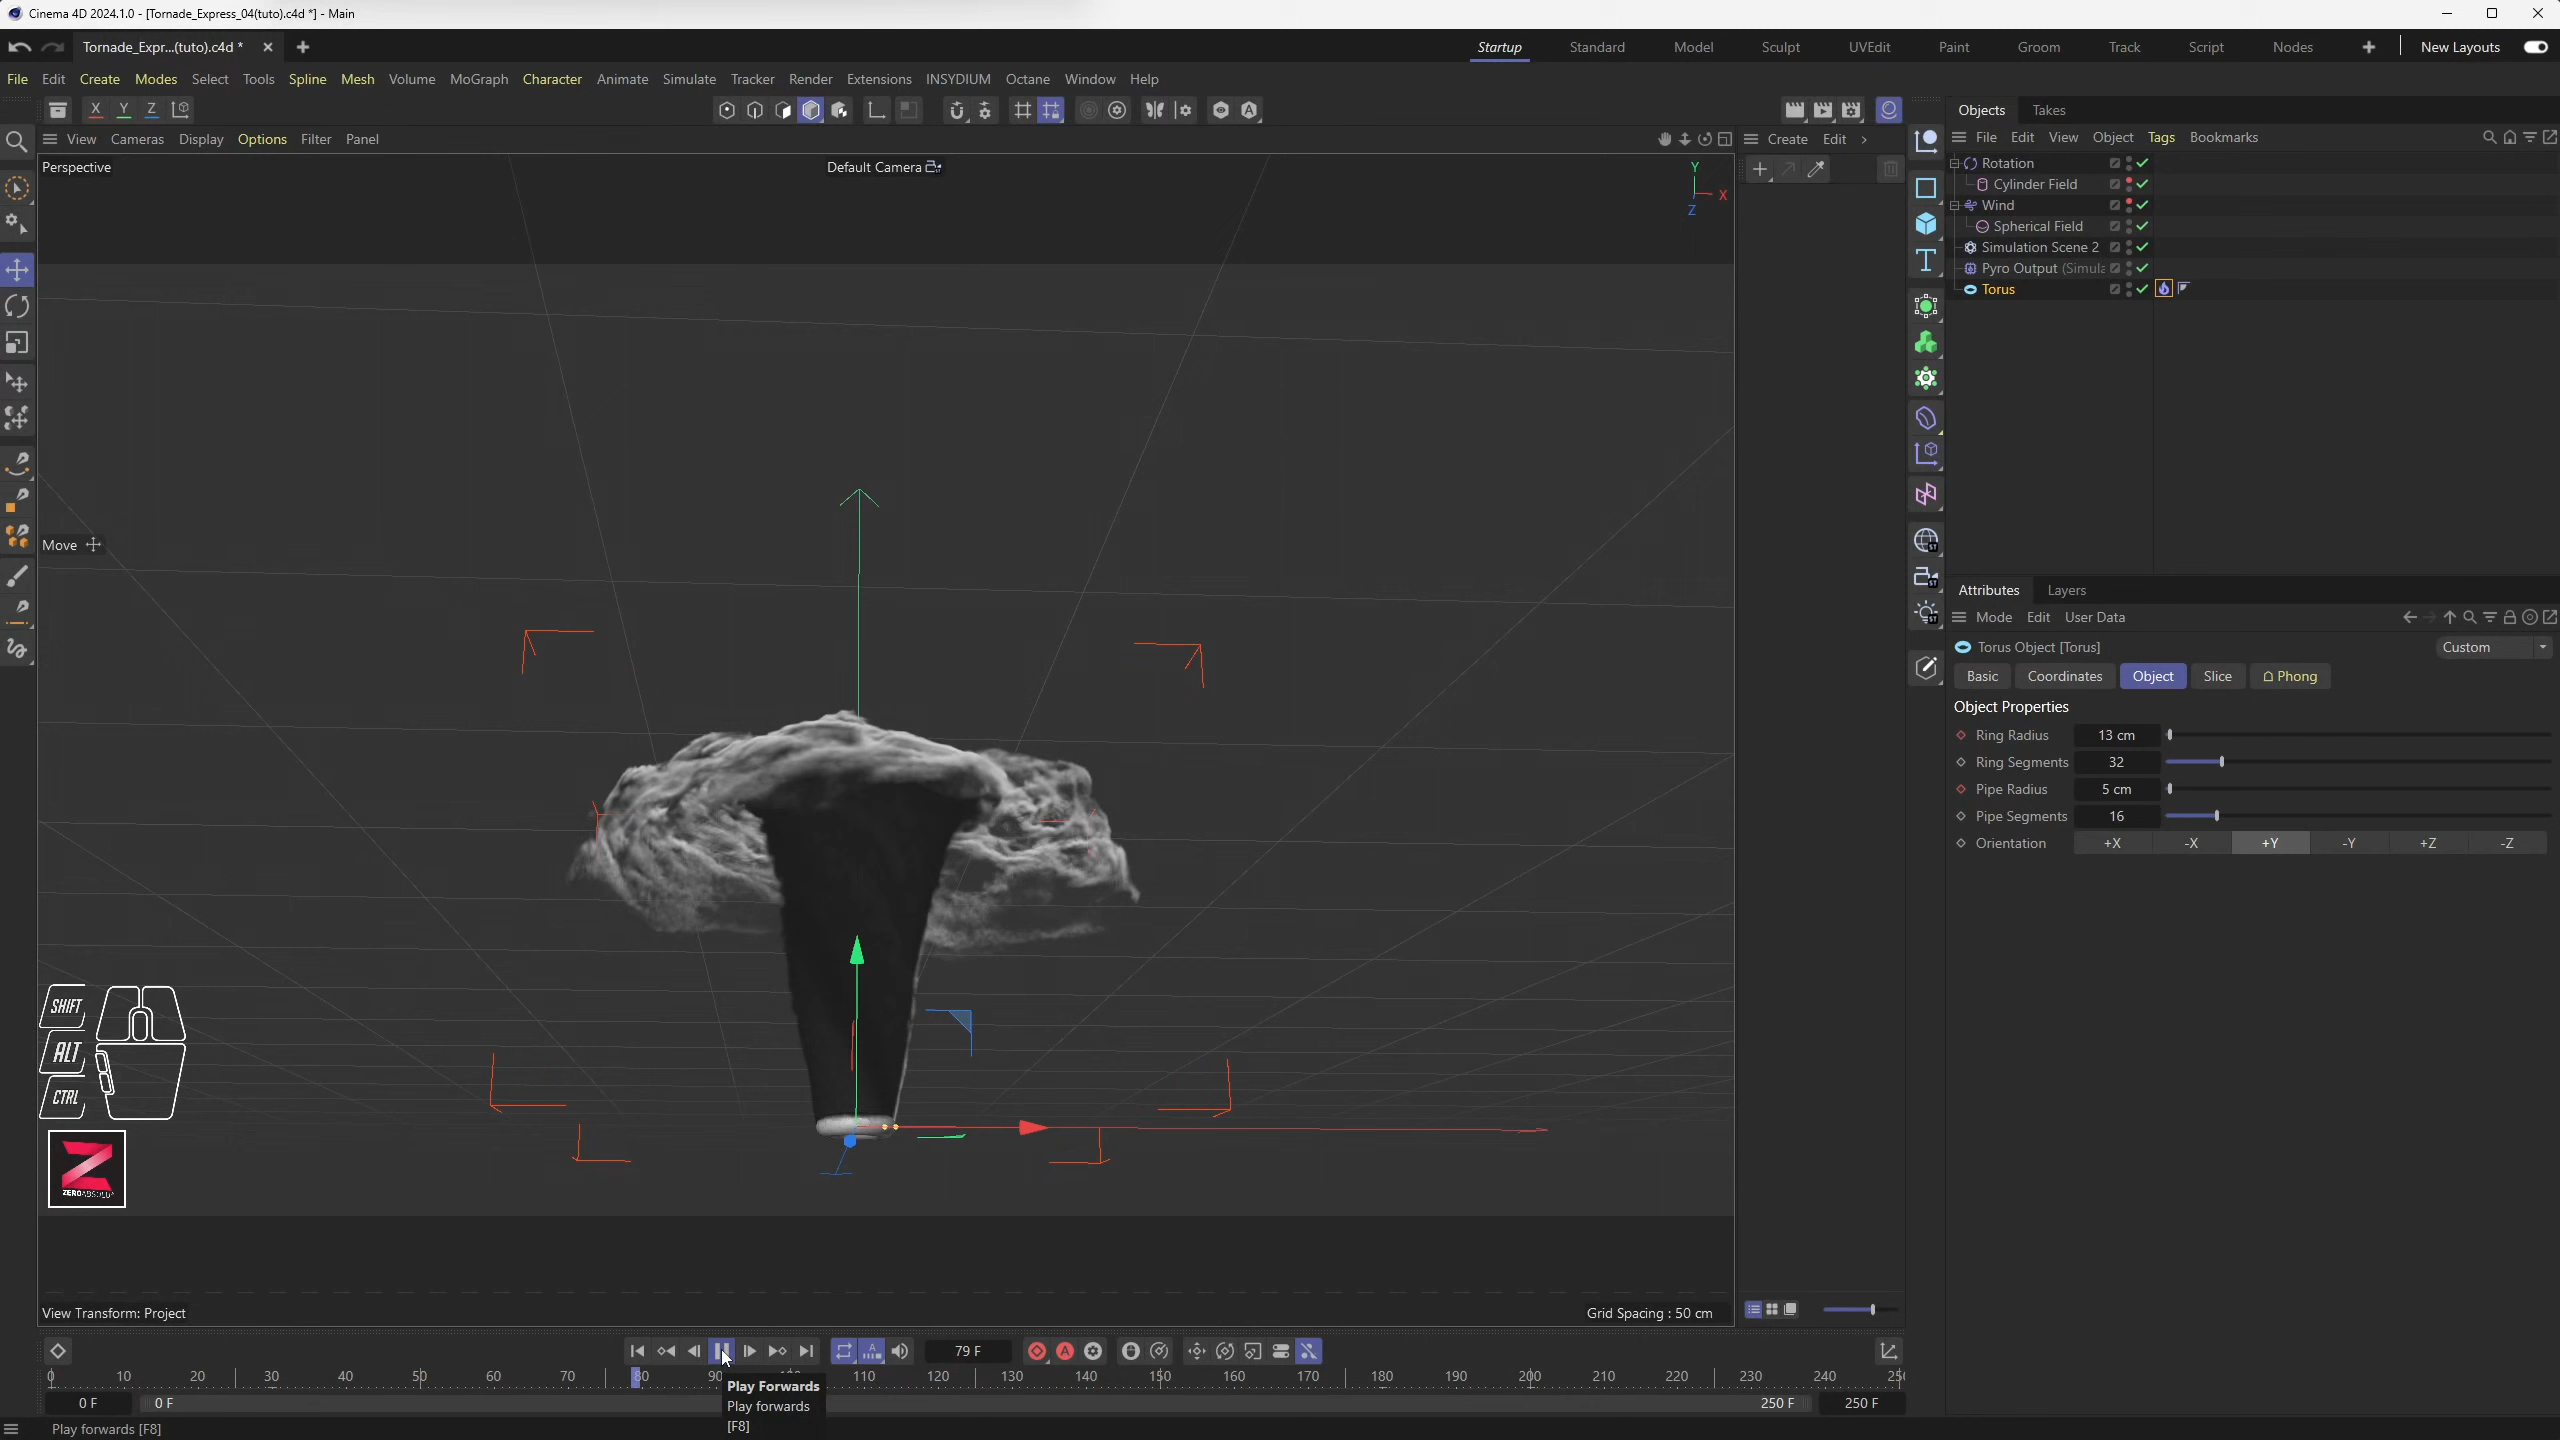 Cinema 4D 2024.1.0 - [Tornade_Express_04(tuto).c4d *] - Main
Tornade_Expr...(tuto).c4d *
Startup Standard Model Sculpt UVEdit Paint Groom Track Script Nodes New Layouts
File Edit Create Modes Select Tools Spline Mesh Volume MoGraph Character Animate Simulate Tracker Render Extensions INSYDIUM Octane Window Help
X Y Z
Objects Takes
View Cameras Display Options Filter Panel
Create Edit
File Edit View Object Tags Bookmarks
Perspective
Default Camera
Y
X
Z
Rotation
Cylinder Field
Wind
Spherical Field
Simulation Scene 2
Pyro Output (Simula
Torus
Move
Attributes Layers
Mode Edit User Data
Torus Object [Torus]
Custom
Basic Coordinates Object Slice Phong
Object Properties
Ring Radius 13 cm
Ring Segments 32
Pipe Radius 5 cm
Pipe Segments 16
Orientation +X -X +Y -Y +Z -Z
SHIFT
ALT
CTRL
Z
ZEROABSOLU
View Transform: Project
Grid Spacing : 50 cm
79 F
0 10 20 30 40 50 60 70 80 90 110 120 130 140 150 160 170 180 190 200 210 220 230 240 250
Play Forwards
Play forwards
[F8]
0 F
0 F
250 F
250 F
Play forwards [F8]